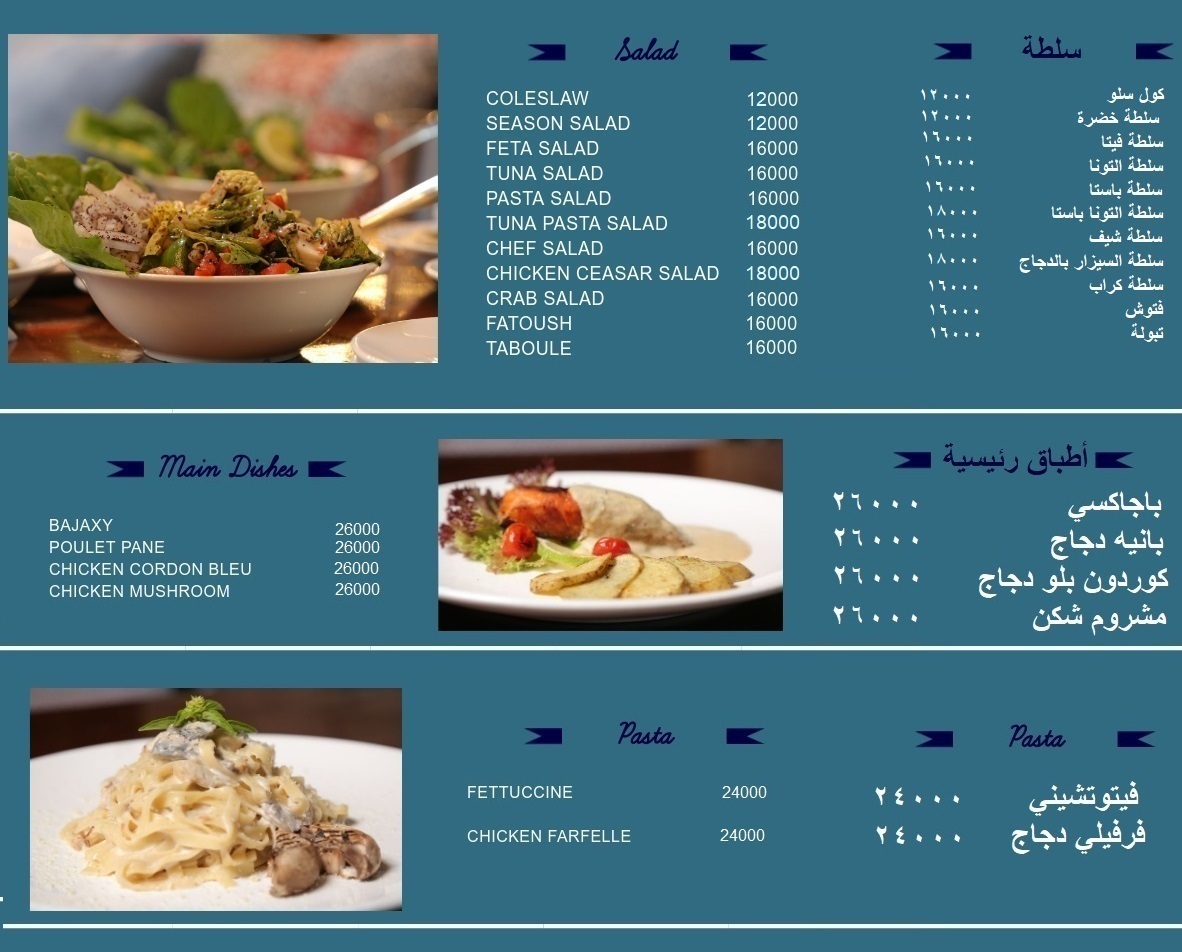 Salad
COLESLAW 12000
SEASON SALAD 12000
FETA SALAD 16000
TUNA SALAD 16000
PASTA SALAD 16000
TUNA PASTA SALAD 18000
CHEF SALAD 16000
CHICKEN CEASAR SALAD 18000
CRAB SALAD 16000
FATOUSH 16000
TABOULE 16000
سلطة
كول سلو ١٢٠٠٠
سلطة خضرة ١٢٠٠٠
سلطة فيتا ١٦٠٠٠
سلطة التونا ١٦٠٠٠
سلطة باستا ١٦٠٠٠
سلطة التونا باستا ١٨٠٠٠
سلطة شيف ١٦٠٠٠
سلطة السيزار بالدجاج ١٨٠٠٠
سلطة كراب ١٦٠٠٠
فتوش ١٦٠٠٠
تبولة ١٦٠٠٠
Main Dishes
BAJAXY 26000
POULET PANE 26000
CHICKEN CORDON BLEU 26000
CHICKEN MUSHROOM 26000
أطباق رئيسية
باجاكسي ٢٦٠٠٠
بانيه دجاج ٢٦٠٠٠
كوردون بلو دجاج ٢٦٠٠٠
مشروم شكن ٢٦٠٠٠
Pasta
FETTUCCINE 24000
CHICKEN FARFELLE 24000
Pasta
فيتوتشيني ٢٤٠٠٠
فرفيلي دجاج ٢٤٠٠٠